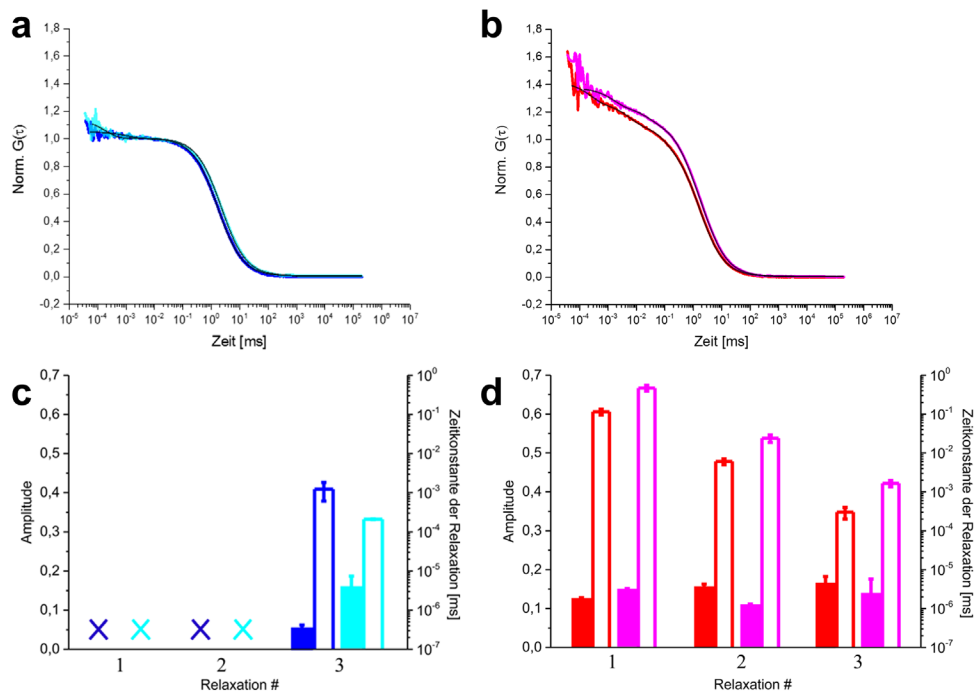 a
1,8
1,6
1,4
1,2
1,0
0,8
0,6
0,4
0,2
0,0
-0,2
Norm. G(τ)
10⁻⁵ 10⁻⁴ 10⁻³ 10⁻² 10⁻¹ 10⁰ 10¹ 10² 10³ 10⁴ 10⁵ 10⁶ 10⁷
Zeit [ms]
b
1,8
1,6
1,4
1,2
1,0
0,8
0,6
0,4
0,2
0,0
-0,2
Norm. G(τ)
10⁻⁵ 10⁻⁴ 10⁻³ 10⁻² 10⁻¹ 10⁰ 10¹ 10² 10³ 10⁴ 10⁵ 10⁶ 10⁷
Zeit [ms]
c
0,7
0,6
0,5
0,4
0,3
0,2
0,1
0,0
Amplitude
1 2 3
Relaxation #
10⁰
10⁻¹
10⁻²
10⁻³
10⁻⁴
10⁻⁵
10⁻⁶
10⁻⁷
Zeitkonstante der Relaxation
[ms]
d
0,7
0,6
0,5
0,4
0,3
0,2
0,1
0,0
Amplitude
1 2 3
Relaxation #
10⁰
10⁻¹
10⁻²
10⁻³
10⁻⁴
10⁻⁵
10⁻⁶
10⁻⁷
Zeitkonstante der Relaxation
[ms]